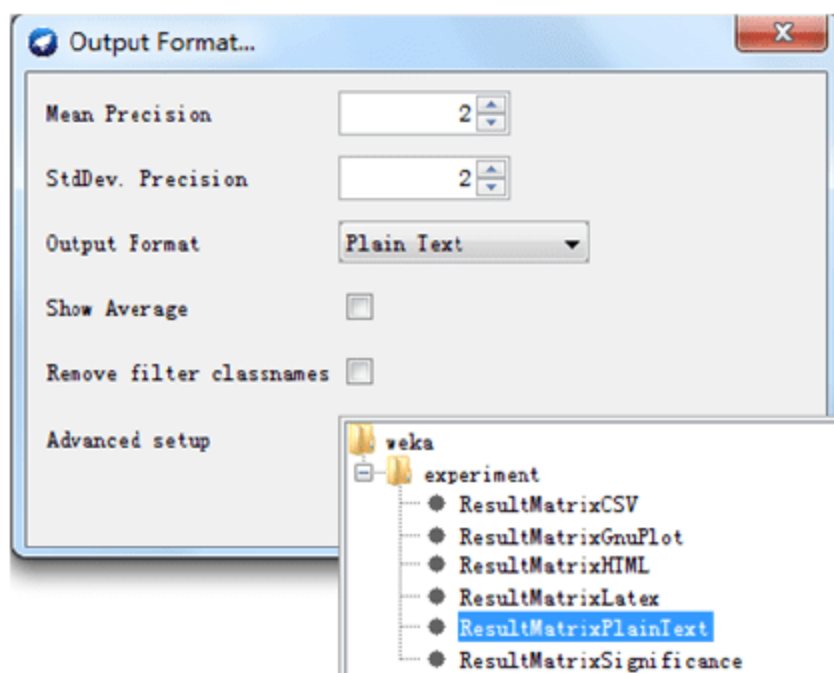 Output Format...
Mean Precision 2
StdDev. Precision 2
Output Format Plain Text
Show Average
Remove filter classnames
Advanced setup
weka
experiment
ResultMatrixCSV
ResultMatrixGnuPlot
ResultMatrixHTML
ResultMatrixLatex
ResultMatrixPlainText
ResultMatrixSignificance